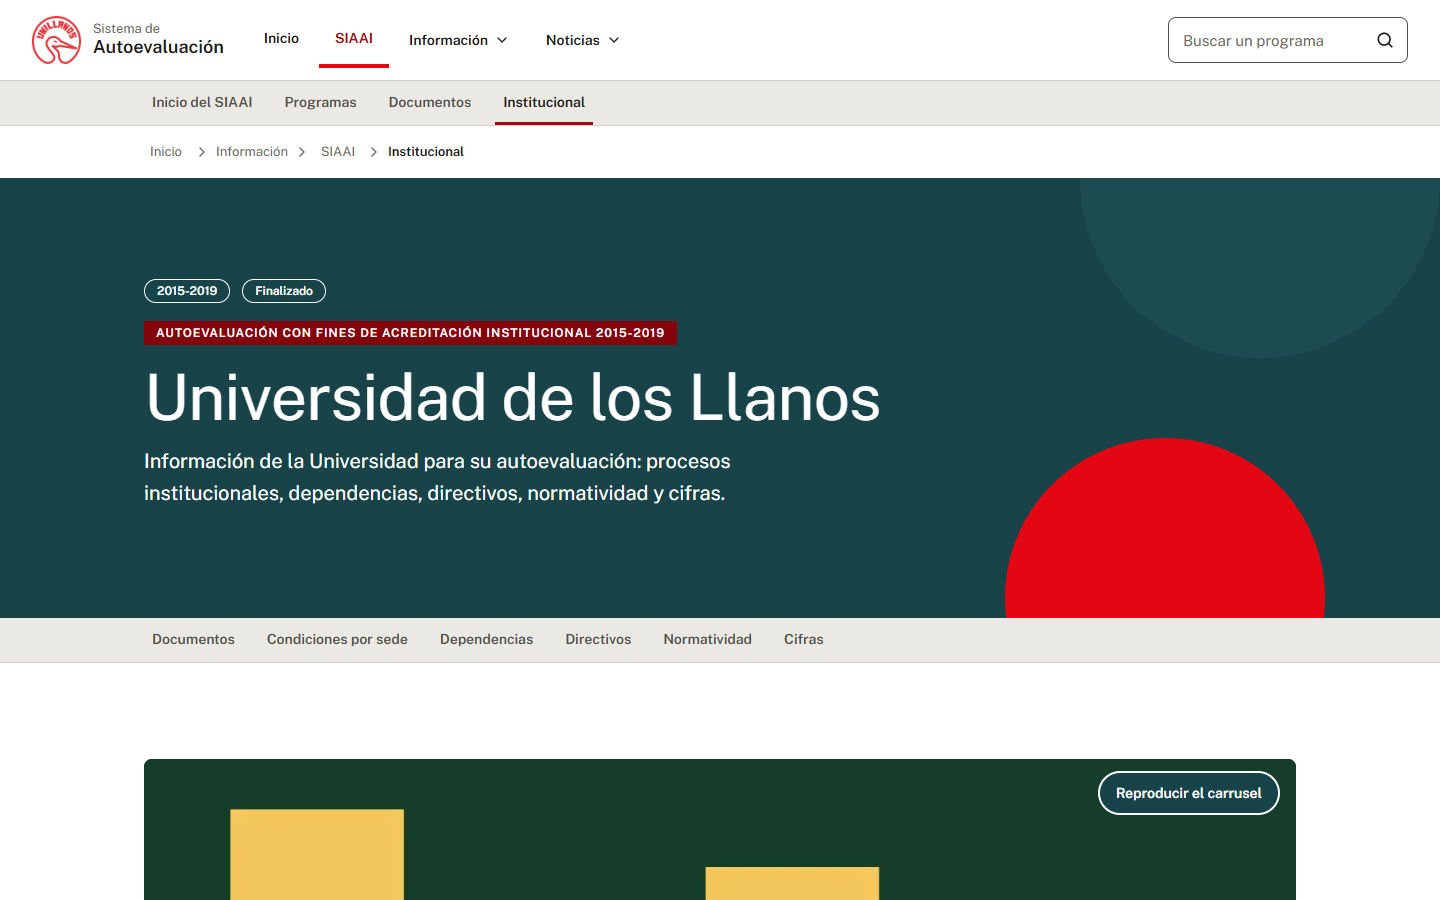 UNILLANOS
Sistema de
Autoevaluación
Inicio
SIAAI
Información
Noticias
Buscar un programa
Inicio del SIAAI
Programas
Documentos
Institucional
Inicio
Información
SIAAI
Institucional
2015-2019
Finalizado
AUTOEVALUACIÓN CON FINES DE ACREDITACIÓN INSTITUCIONAL 2015-2019
Universidad de los Llanos
Información de la Universidad para su autoevaluación: procesos
institucionales, dependencias, directivos, normatividad y cifras.
Documentos
Condiciones por sede
Dependencias
Directivos
Normatividad
Cifras
Reproducir el carrusel